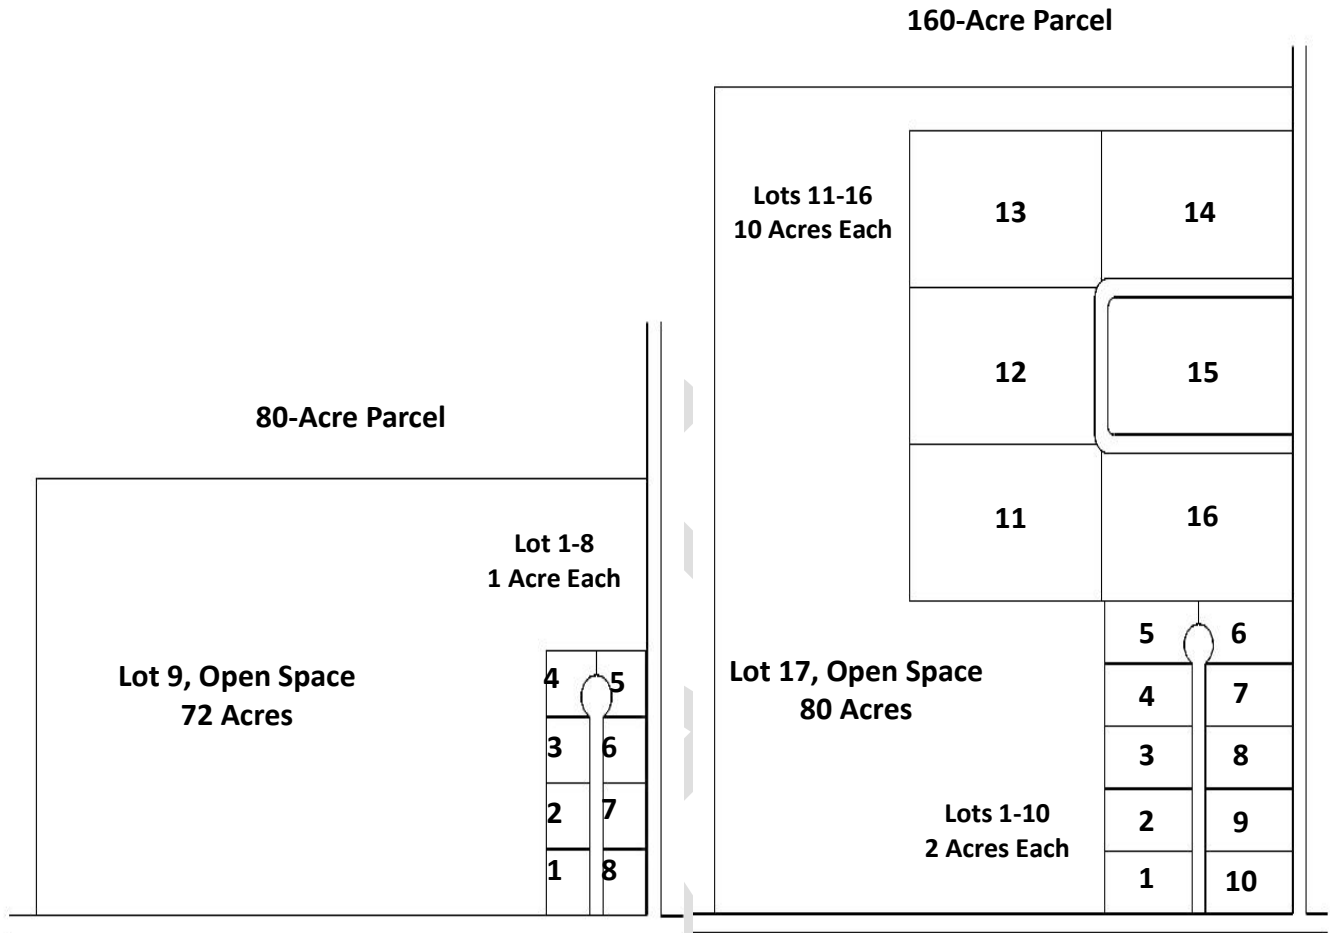 160-Acre Parcel
Lots 11-16
10 Acres Each
13
14
12
15
11
16
5
6
4
7
3
8
2
9
1
10
Lot 17, Open Space
80 Acres
Lots 1-10
2 Acres Each
80-Acre Parcel
Lot 1-8
1 Acre Each
Lot 9, Open Space
72 Acres
4
5
3
6
2
7
1
8